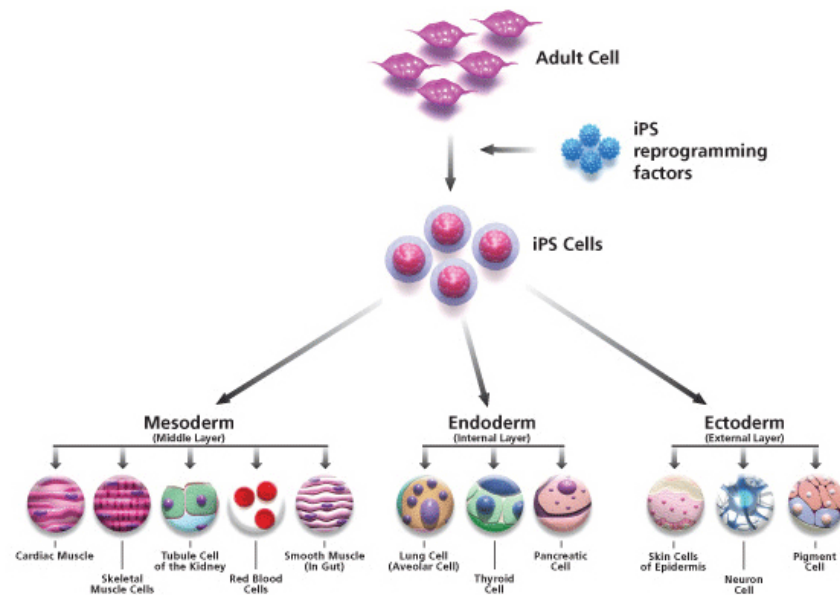 Adult Cell
iPS
reprogramming
factors
iPS Cells
Mesoderm
(Middle Layer)
Endoderm
(Internal Layer)
Ectoderm
(External Layer)
Cardiac Muscle
Skeletal
Muscle Cells
Tubule Cell
of the Kidney
Red Blood
Cells
Smooth Muscle
(In Gut)
Lung Cell
(Aveolar Cell)
Thyroid
Cell
Pancreatic
Cell
Skin Cells
of Epidermis
Neuron
Cell
Pigment
Cell